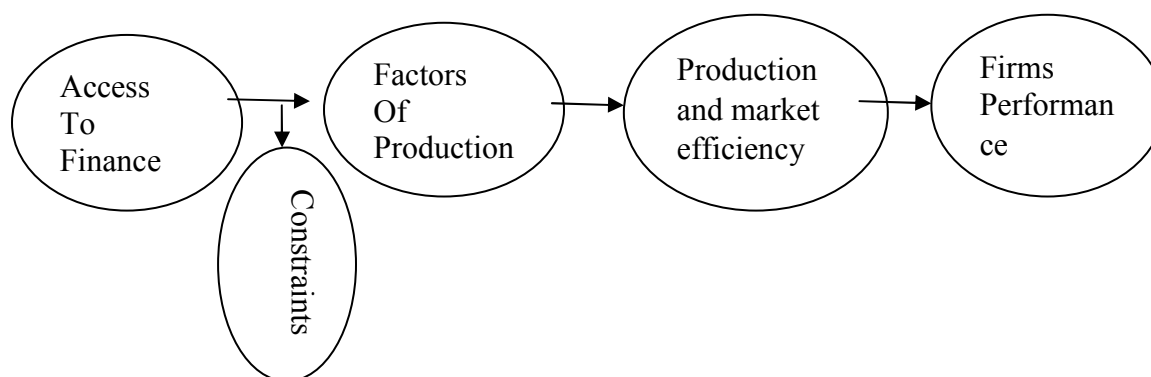 Access
To
Finance
Factors
Of
Production
Production
and market
efficiency
Firms
Performan
ce
Constraints